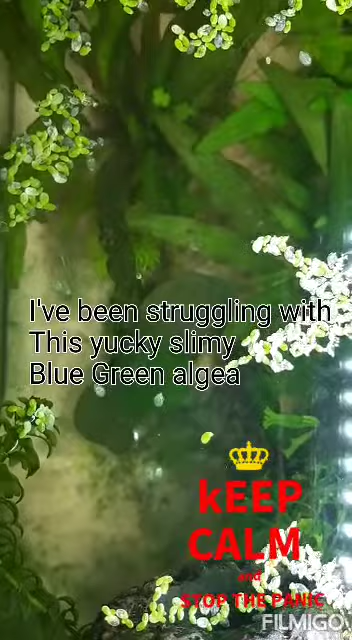 I've been struggling with
This yucky slimy
Blue Green algea
kEEP
CALM
and
STOP THE PANIC
FILMIGO